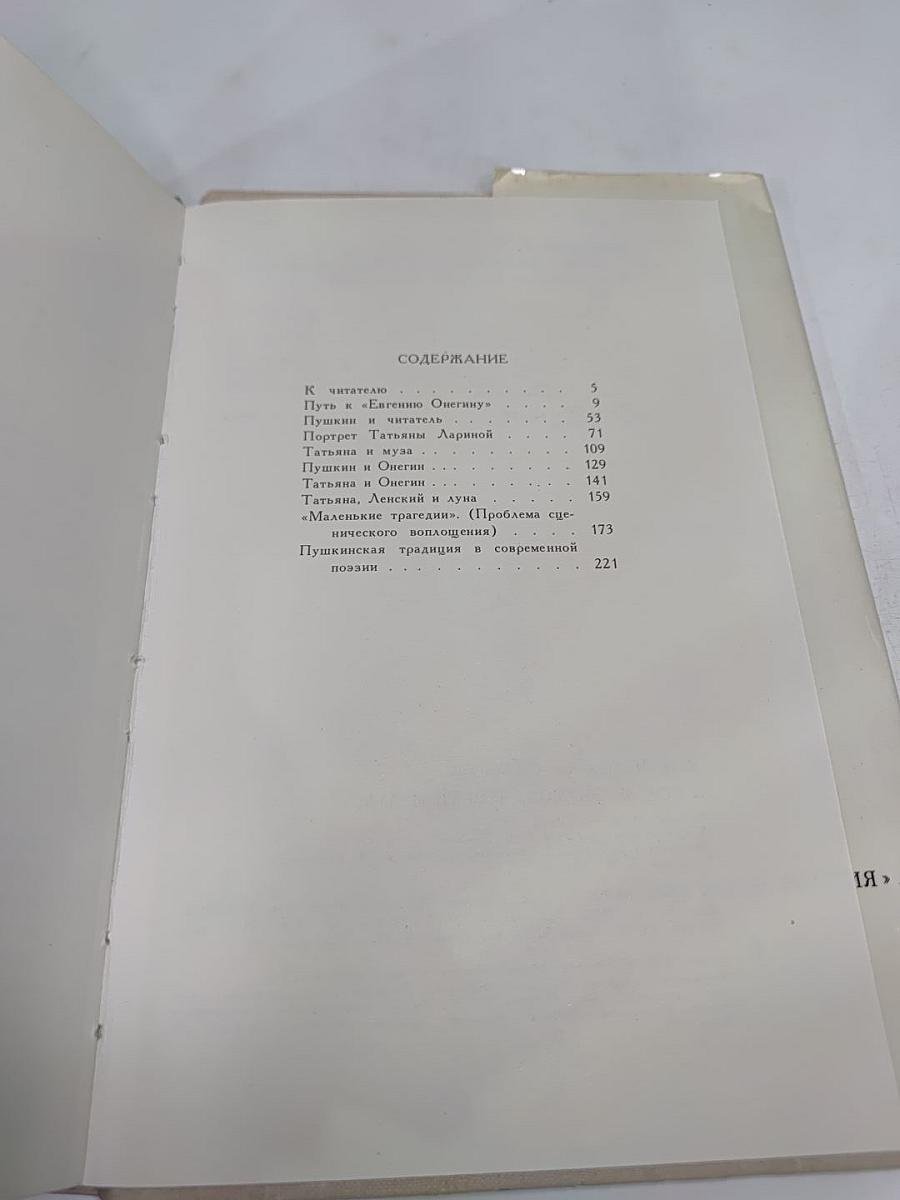 СОДЕРЖАНИЕ
К читателю . . . . . . . . . . 5
Путь к «Евгению Онегину» . . . . 9
Пушкин и читатель . . . . . . . 53
Портрет Татьяны Лариной . . . . 71
Татьяна и муза . . . . . . . . . 109
Пушкин и Онегин . . . . . . . . 129
Татьяна и Онегин . . . . . . . . 141
Татьяна, Ленский и луна . . . . . 159
«Маленькие трагедии». (Проблема сце-
нического воплощения) . . . . 173
Пушкинская традиция в современной
поэзии . . . . . . . . . . . 221
ИЯ»